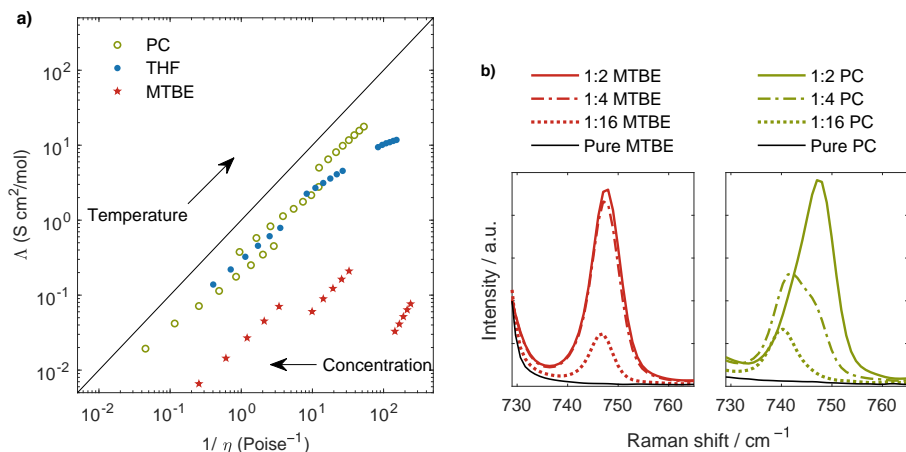 a)
PC
THF
MTBE
Temperature
Concentration
Λ (S cm²/mol)
10²
10¹
10⁰
10⁻¹
10⁻²
10⁻² 10⁻¹ 10⁰ 10¹ 10²
1/ η (Poise⁻¹)
b)
1:2 MTBE
1:4 MTBE
1:16 MTBE
Pure MTBE
1:2 PC
1:4 PC
1:16 PC
Pure PC
Intensity / a.u.
730 740 750 760
730 740 750 760
Raman shift / cm⁻¹